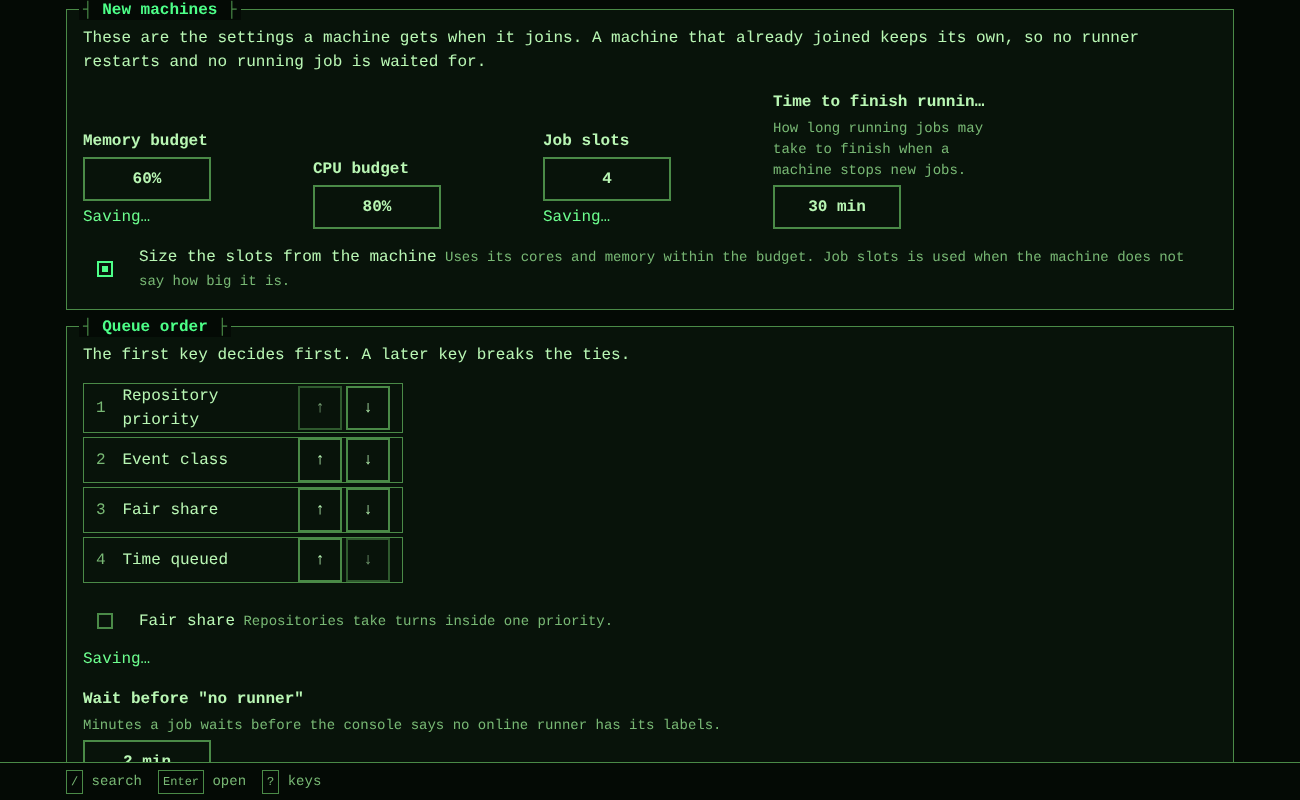 New machines
These are the settings a machine gets when it joins. A machine that already joined keeps its own, so no runner
restarts and no running job is waited for.
Memory budget
60%
Saving…
CPU budget
80%
Job slots
4
Saving…
Time to finish runnin…
How long running jobs may
take to finish when a
machine stops new jobs.
30 min
Size the slots from the machine Uses its cores and memory within the budget. Job slots is used when the machine does not
say how big it is.
Queue order
The first key decides first. A later key breaks the ties.
1 Repository
priority ↑ ↓
2 Event class ↑ ↓
3 Fair share ↑ ↓
4 Time queued ↑ ↓
Fair share Repositories take turns inside one priority.
Saving…
Wait before "no runner"
Minutes a job waits before the console says no online runner has its labels.
min
/ search Enter open ? keys